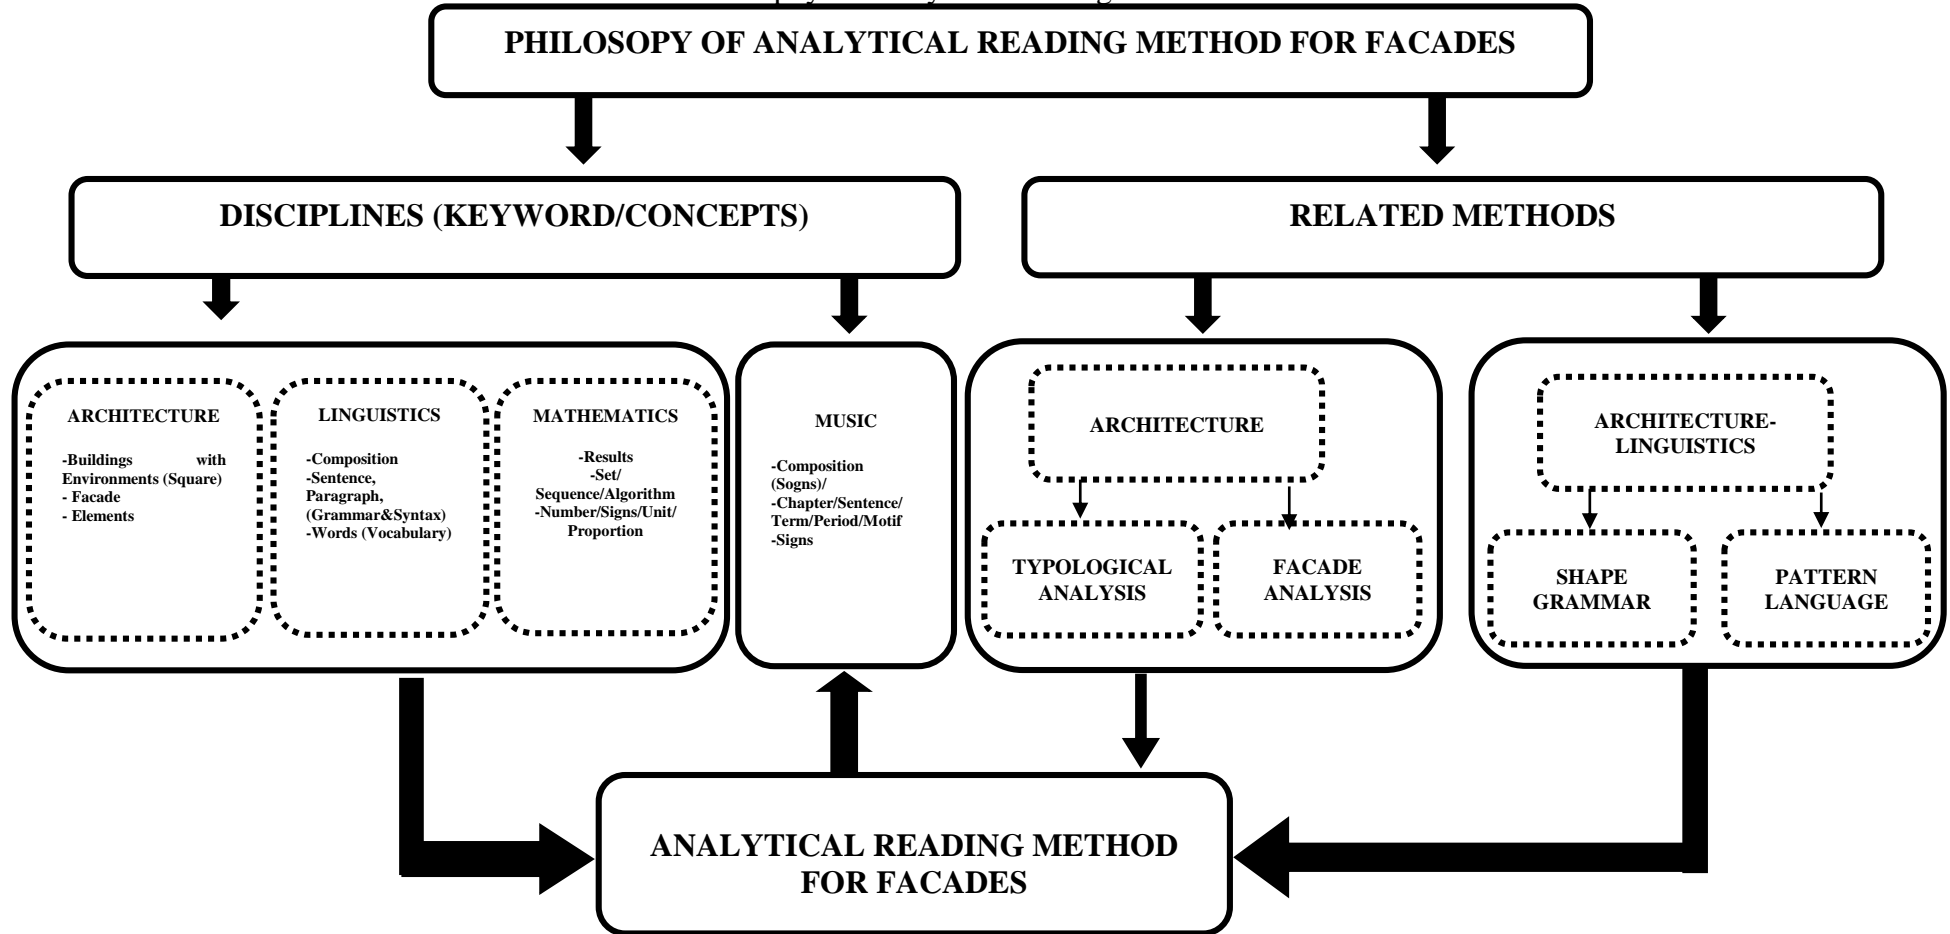 PHILOSOPY OF ANALYTICAL READING METHOD FOR FACADES
DISCIPLINES (KEYWORD/CONCEPTS)
RELATED METHODS
ARCHITECTURE
-Buildings with
Environments (Square)
- Facade
- Elements
LINGUISTICS
-Composition
-Sentence,
Paragraph,
(Grammar&Syntax)
-Words (Vocabulary)
MATHEMATICS
-Results
-Set/
Sequence/Algorithm
-Number/Signs/Unit/
Proportion
MUSIC
-Composition
(Sogns)/
-Chapter/Sentence/
Term/Period/Motif
-Signs
ARCHITECTURE
TYPOLOGICAL
ANALYSIS
FACADE
ANALYSIS
ARCHITECTURE-
LINGUISTICS
SHAPE
GRAMMAR
PATTERN
LANGUAGE
ANALYTICAL READING METHOD
FOR FACADES